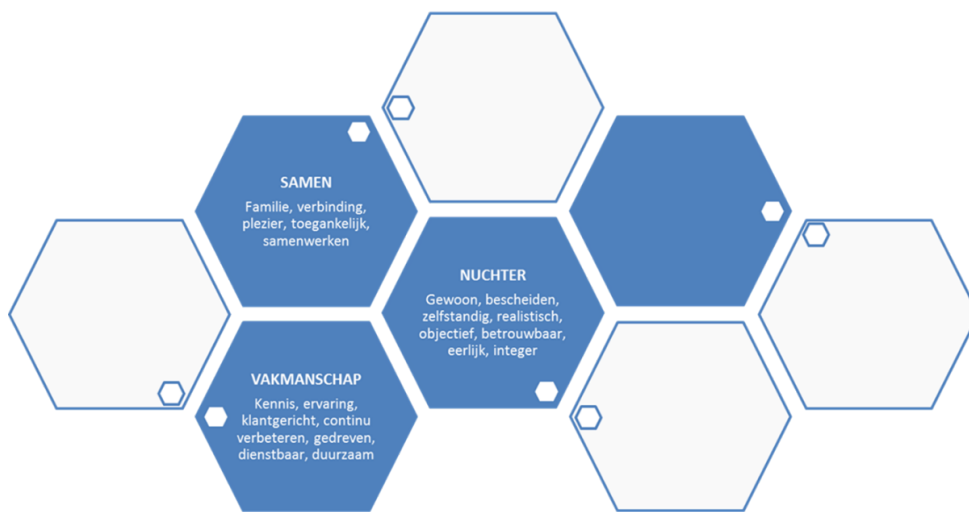 SAMEN
Familie, verbinding,
plezier, toegankelijk,
samenwerken
NUCHTER
Gewoon, bescheiden,
zelfstandig, realistisch,
objectief, betrouwbaar,
eerlijk, integer
VAKMANSCHAP
Kennis, ervaring,
klantgericht, continu
verbeteren, gedreven,
dienstbaar, duurzaam